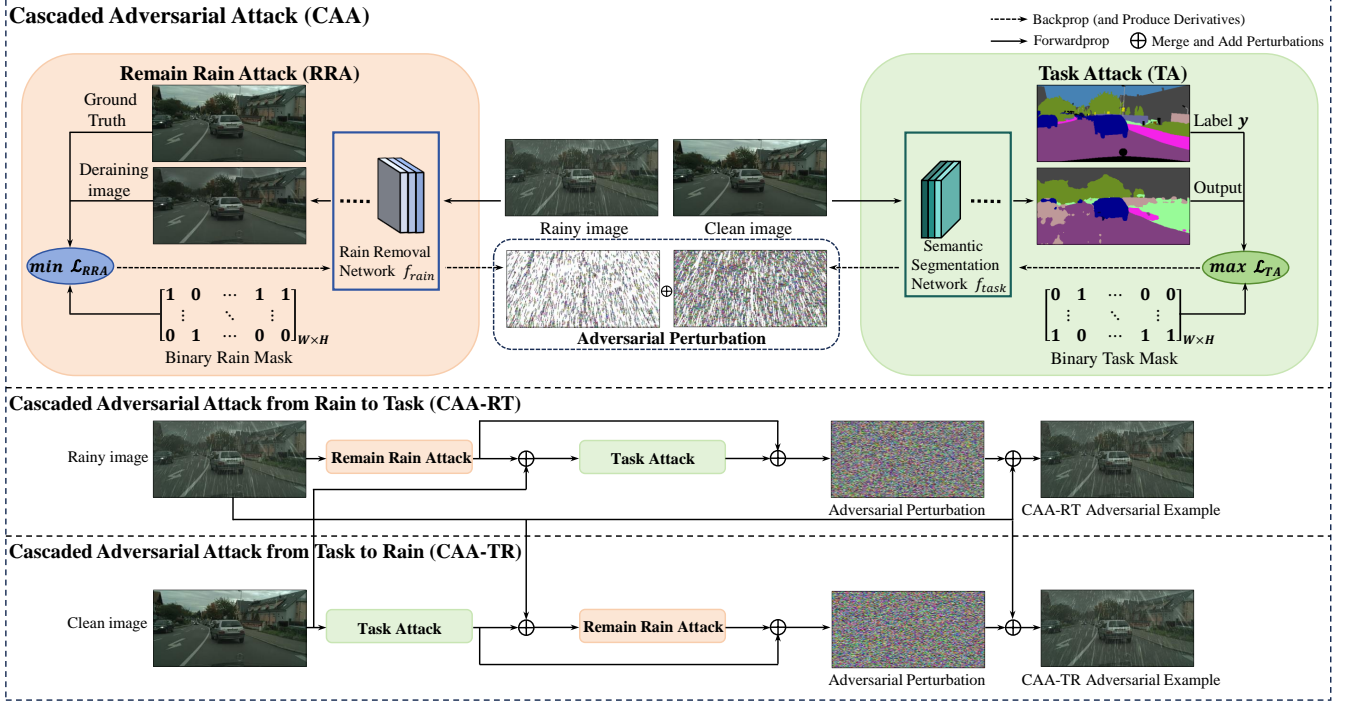 Cascaded Adversarial Attack (CAA)
Backprop (and Produce Derivatives)
Forwardprop
Merge and Add Perturbations
Remain Rain Attack (RRA)
Ground
Truth
Deraining
image
Rain Removal
Network f_rain
min ℒ_RRA
[1 0 ⋯ 1 1
⋮ ⋱ ⋮
0 1 ⋯ 0 0]_W×H
Binary Rain Mask
Rainy image
Clean image
⊕
Adversarial Perturbation
Task Attack (TA)
Label y
Output
Semantic
Segmentation
Network f_task
max ℒ_TA
[0 1 ⋯ 0 0
⋮ ⋱ ⋮
1 0 ⋯ 1 1]_W×H
Binary Task Mask
Cascaded Adversarial Attack from Rain to Task (CAA-RT)
Rainy image
Remain Rain Attack
Task Attack
Adversarial Perturbation
CAA-RT Adversarial Example
Cascaded Adversarial Attack from Task to Rain (CAA-TR)
Clean image
Task Attack
Remain Rain Attack
Adversarial Perturbation
CAA-TR Adversarial Example